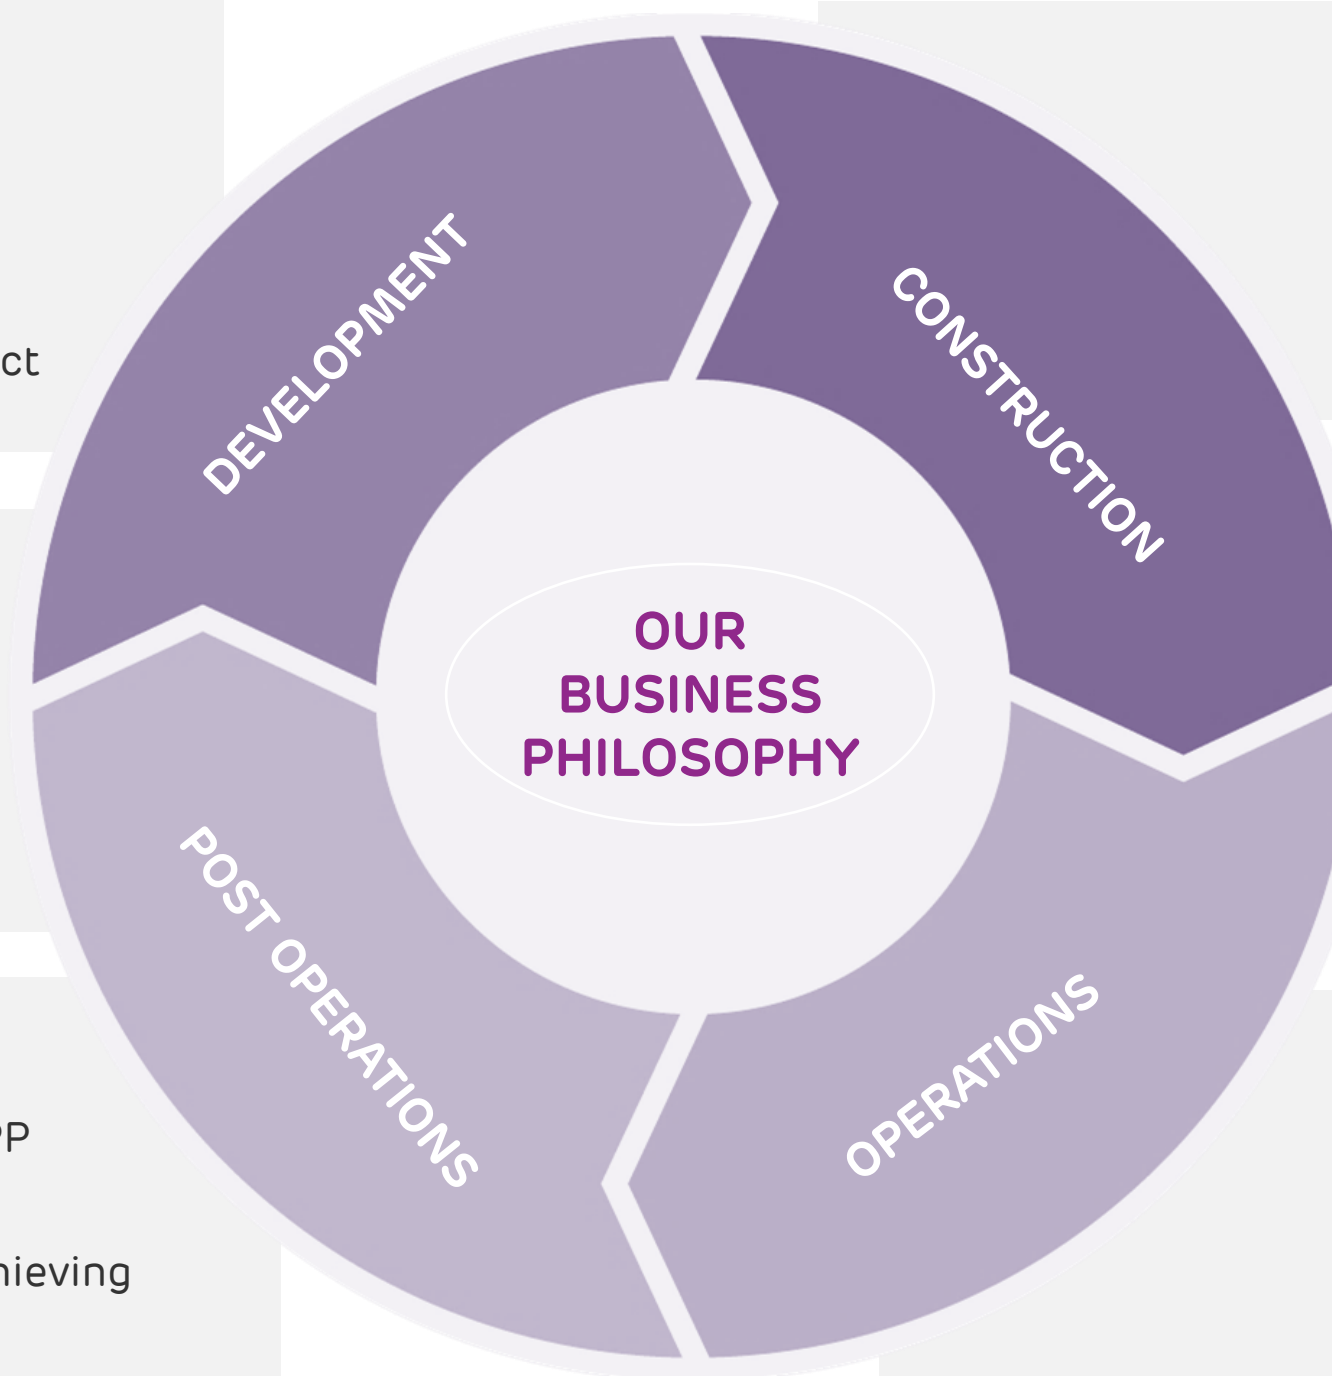 DEVELOPMENT
CONSTRUCTION
OUR
BUSINESS
PHILOSOPHY
POST OPERATIONS
OPERATIONS